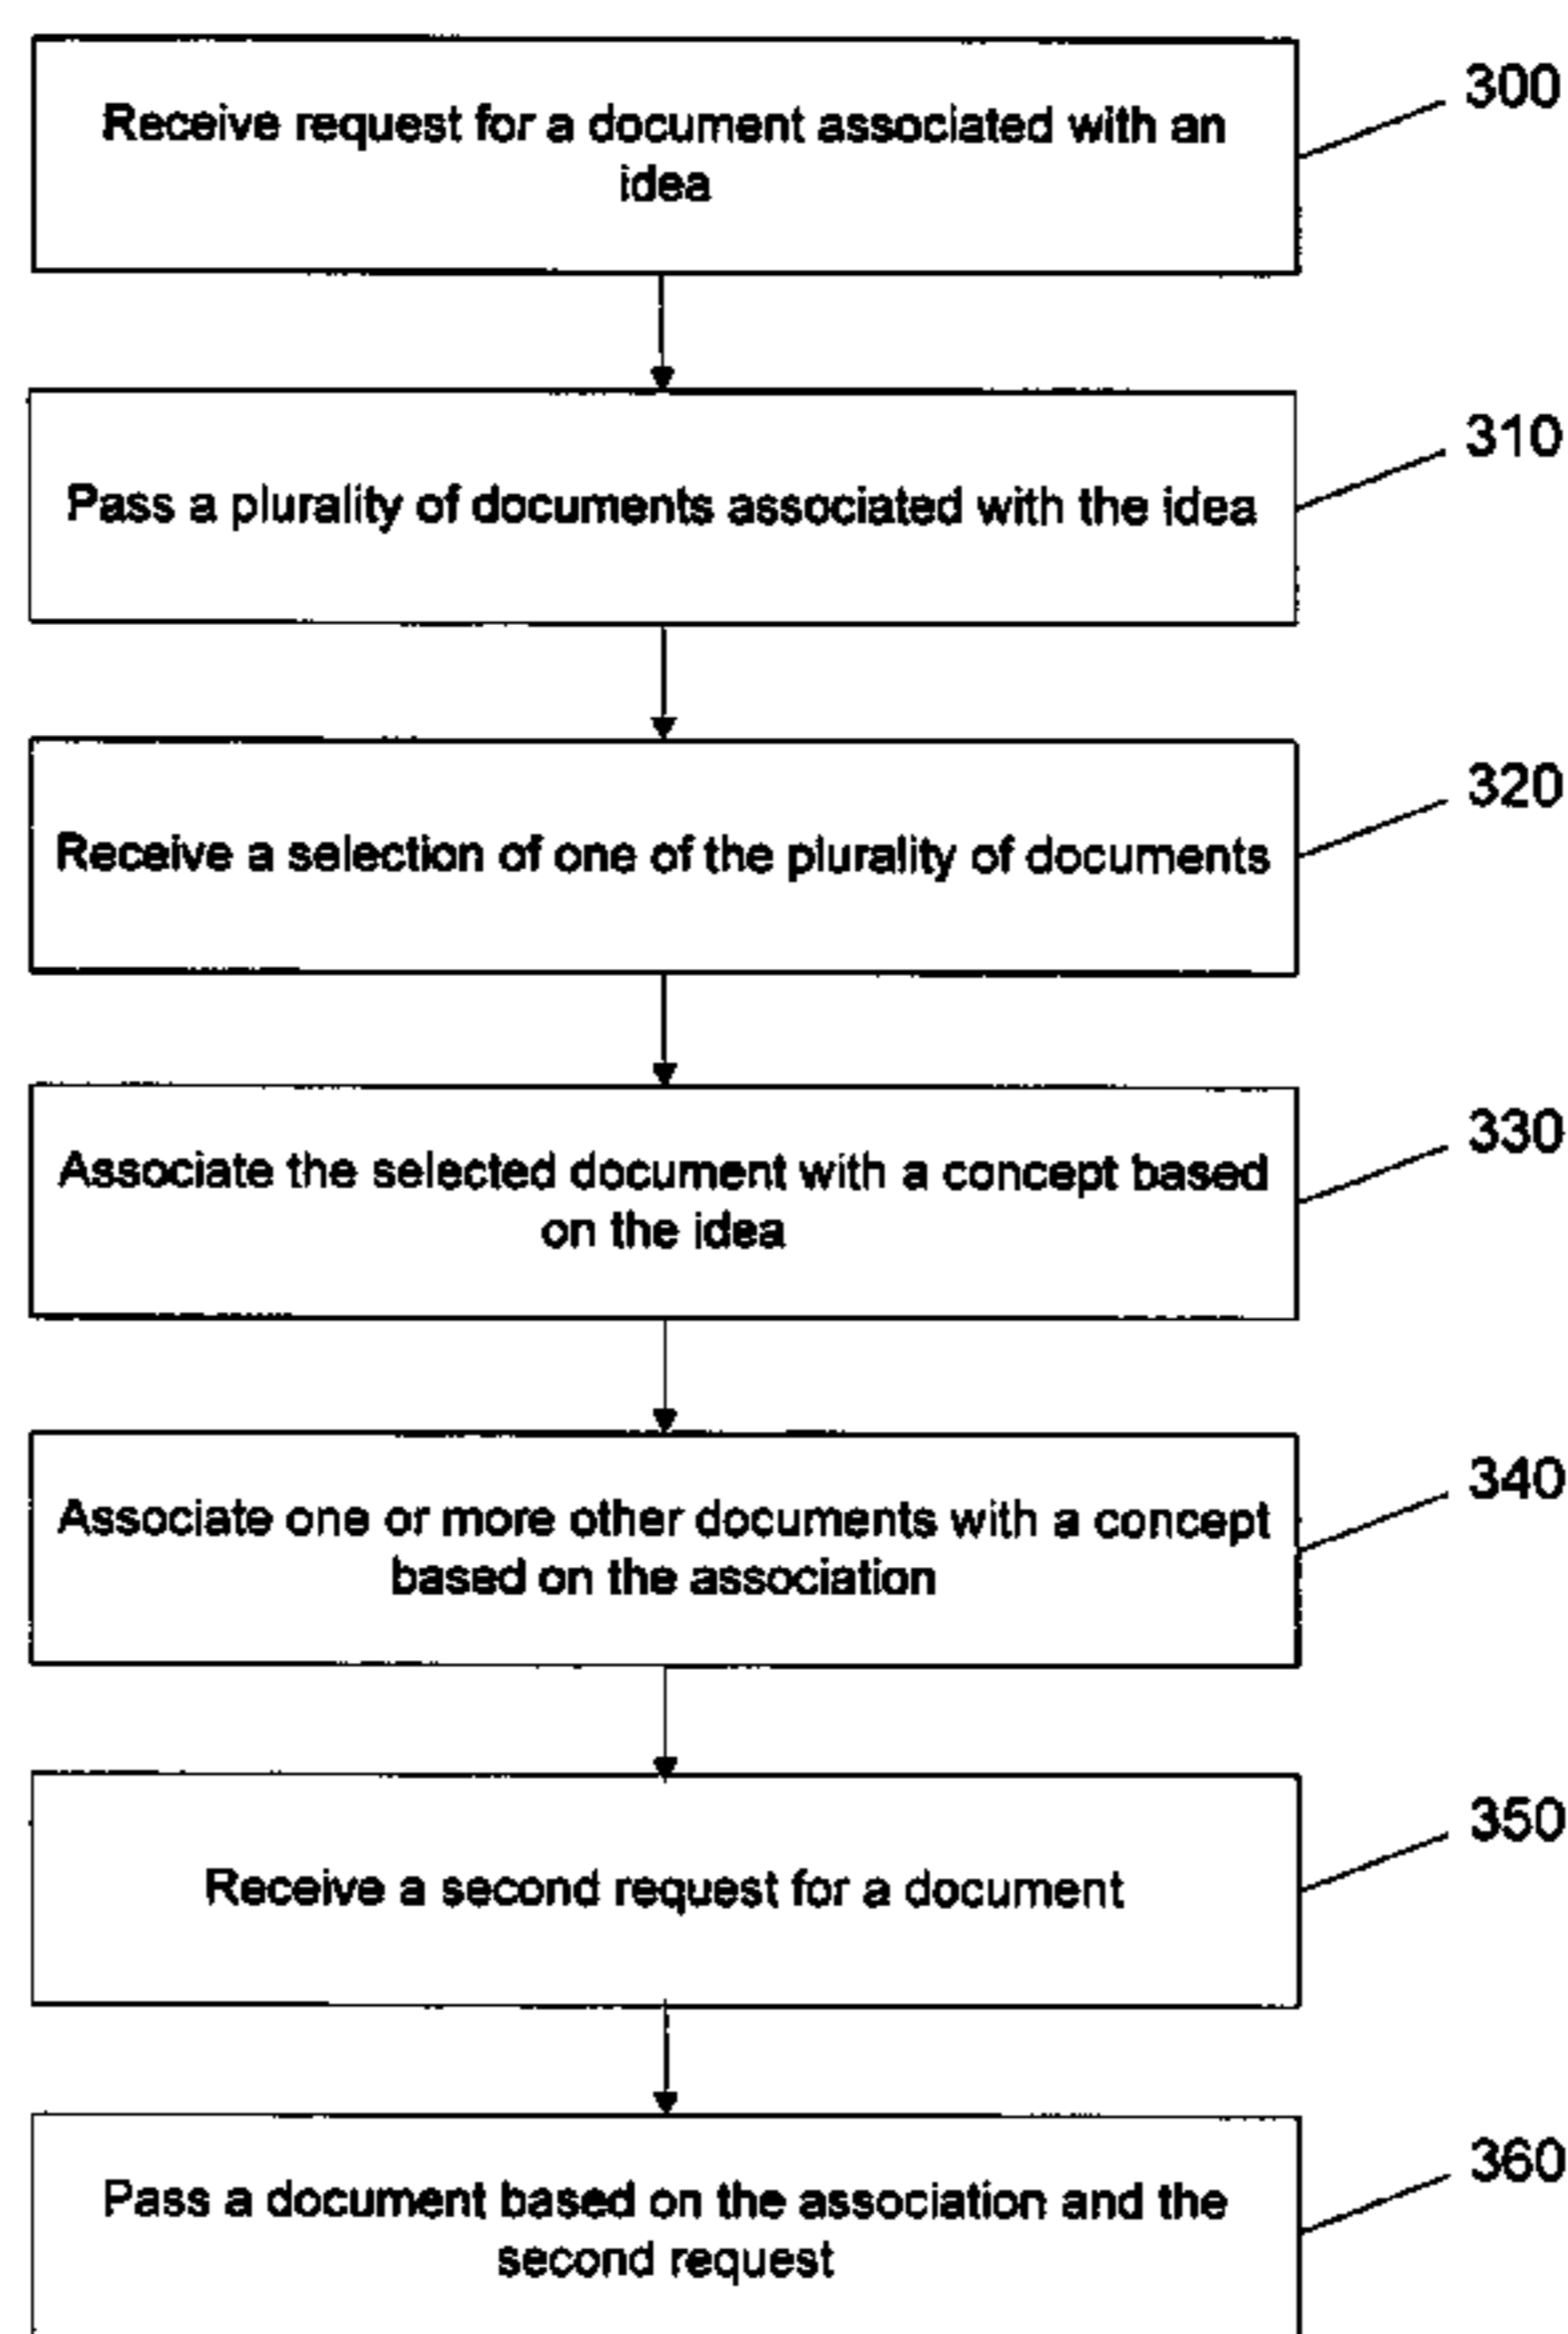 Receive request for a document associated with an
idea
300
Pass a plurality of documents associated with the idea
310
Receive a selection of one of the plurality of documents
320
Associate the selected document with a concept based
on the idea
330
Associate one or more other documents with a concept
based on the association
340
Receive a second request for a document
350
Pass a document based on the association and the
second request
360